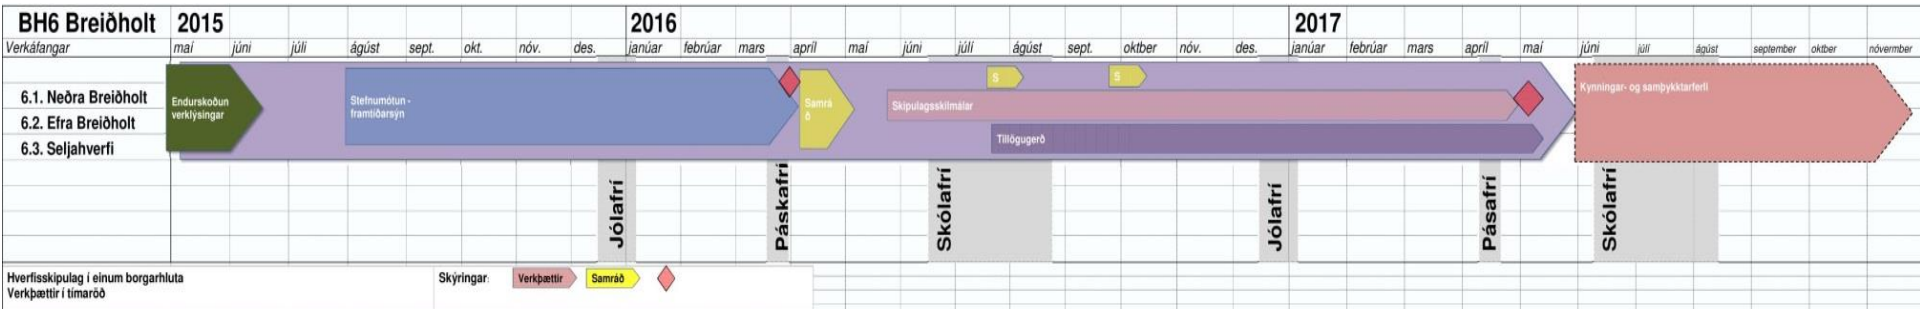 BH6 Breiðholt 2015 2016 2017
Verkáfangar maí júní júlí ágúst sept. okt. nóv. des. janúar febrúar mars apríl maí júní júlí ágúst sept. oktber nóv. des. janúar febrúar mars apríl maí júní júlí ágúst september oktber nóvermber
6.1. Neðra Breiðholt
6.2. Efra Breiðholt
6.3. Seljahverfi
Endurskoðun
verklýsingar
Stefnumótun -
framtíðarsýn
Samrá
ð
S
S
Skipulagsskilmálar
Tillögugerð
Kynningar- og samþykktarferli
Jólafrí
Páskafrí
Skólafrí
Jólafrí
Pásafrí
Skólafrí
Hverfisskipulag í einum borgarhluta
Verkþættir í tímaröð
Skýringar: Verkþættir Samráð